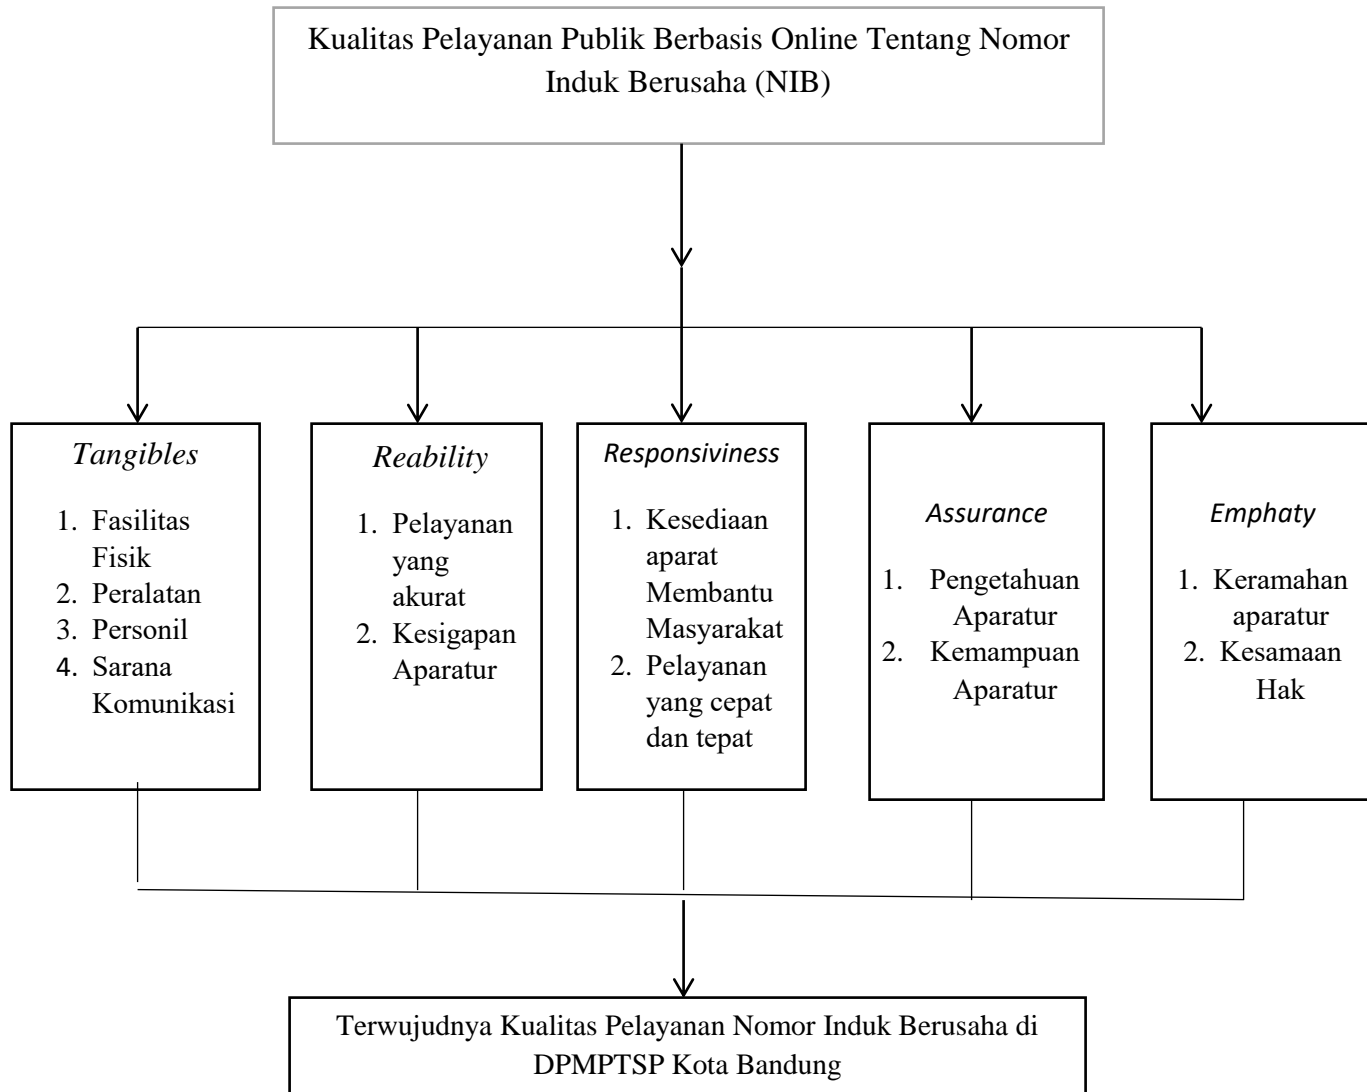 Kualitas Pelayanan Publik Berbasis Online Tentang Nomor
Induk Berusaha (NIB)
Tangibles
1. Fasilitas
Fisik
2. Peralatan
3. Personil
4. Sarana
Komunikasi
Reability
1. Pelayanan
yang
akurat
2. Kesigapan
Aparatur
Responsiviness
1. Kesediaan
aparat
Membantu
Masyarakat
2. Pelayanan
yang cepat
dan tepat
Assurance
1. Pengetahuan
Aparatur
2. Kemampuan
Aparatur
Emphaty
1. Keramahan
aparatur
2. Kesamaan
Hak
Terwujudnya Kualitas Pelayanan Nomor Induk Berusaha di
DPMPTSP Kota Bandung